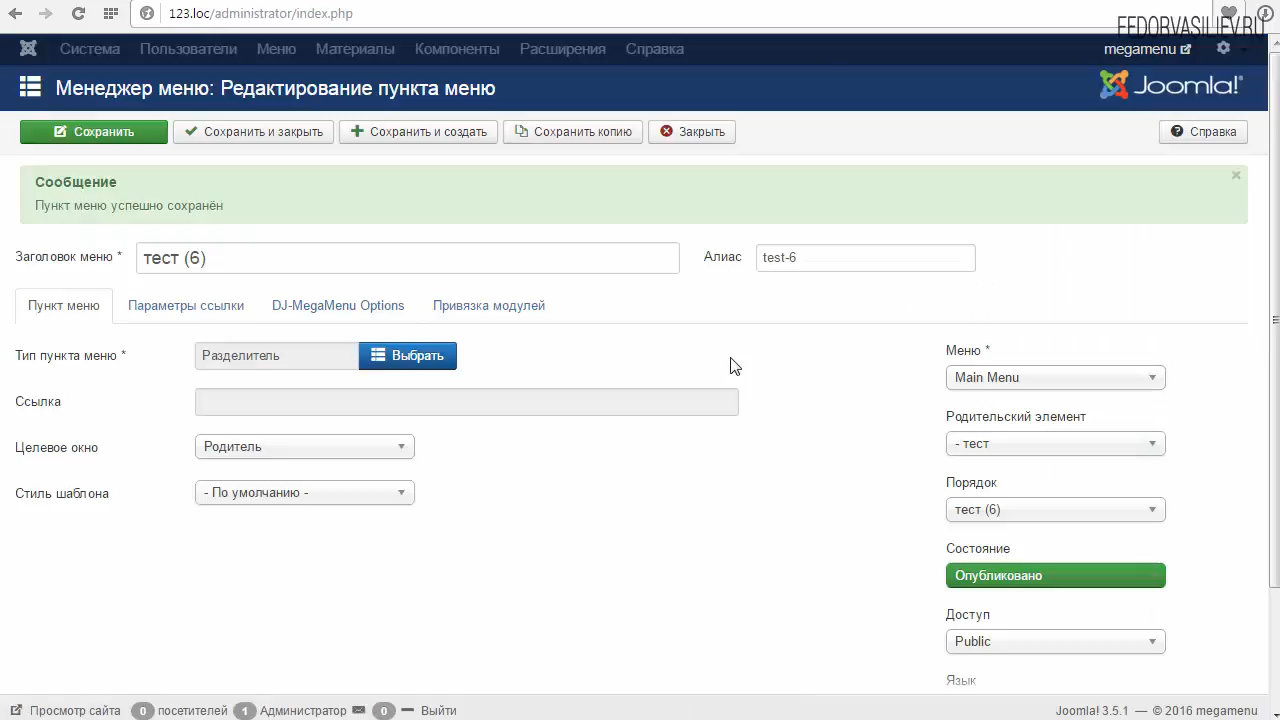 123.loc/administrator/index.php
FEDORVASILIEV.RU
Система Пользователи Меню Материалы Компоненты Расширения Справка megamenu
Менеджер меню: Редактирование пункта меню
Joomla!
Сохранить Сохранить и закрыть Сохранить и создать Сохранить копию Закрыть Справка
Сообщение
Пункт меню успешно сохранён
Заголовок меню * тест (6) Алиас test-6
Пункт меню Параметры ссылки DJ-MegaMenu Options Привязка модулей
Тип пункта меню * Разделитель Выбрать
Ссылка
Целевое окно Родитель
Стиль шаблона - По умолчанию -
Меню *
Main Menu
Родительский элемент
- тест
Порядок
тест (6)
Состояние
Опубликовано
Доступ
Public
Язык
Просмотр сайта 0 посетителей 1 Администратор 0 Выйти Joomla! 3.5.1 — © 2016 megamenu